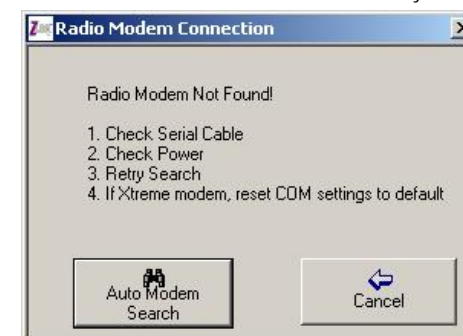 Radio Modem Connection
Radio Modem Not Found!
1. Check Serial Cable
2. Check Power
3. Retry Search
4. If Xtreme modem, reset COM settings to default
Auto Modem
Search
Cancel